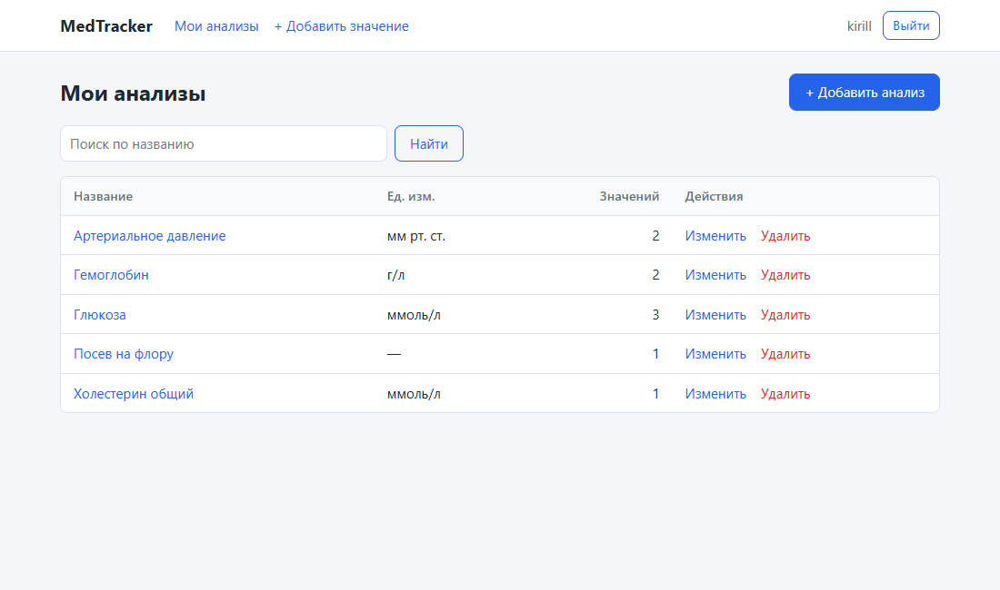 MedTracker Мои анализы + Добавить значение kirill Выйти
Мои анализы + Добавить анализ
Поиск по названию Найти
Название Ед. изм. Значений Действия
Артериальное давление мм рт. ст. 2 Изменить Удалить
Гемоглобин г/л 2 Изменить Удалить
Глюкоза ммоль/л 3 Изменить Удалить
Посев на флору — 1 Изменить Удалить
Холестерин общий ммоль/л 1 Изменить Удалить